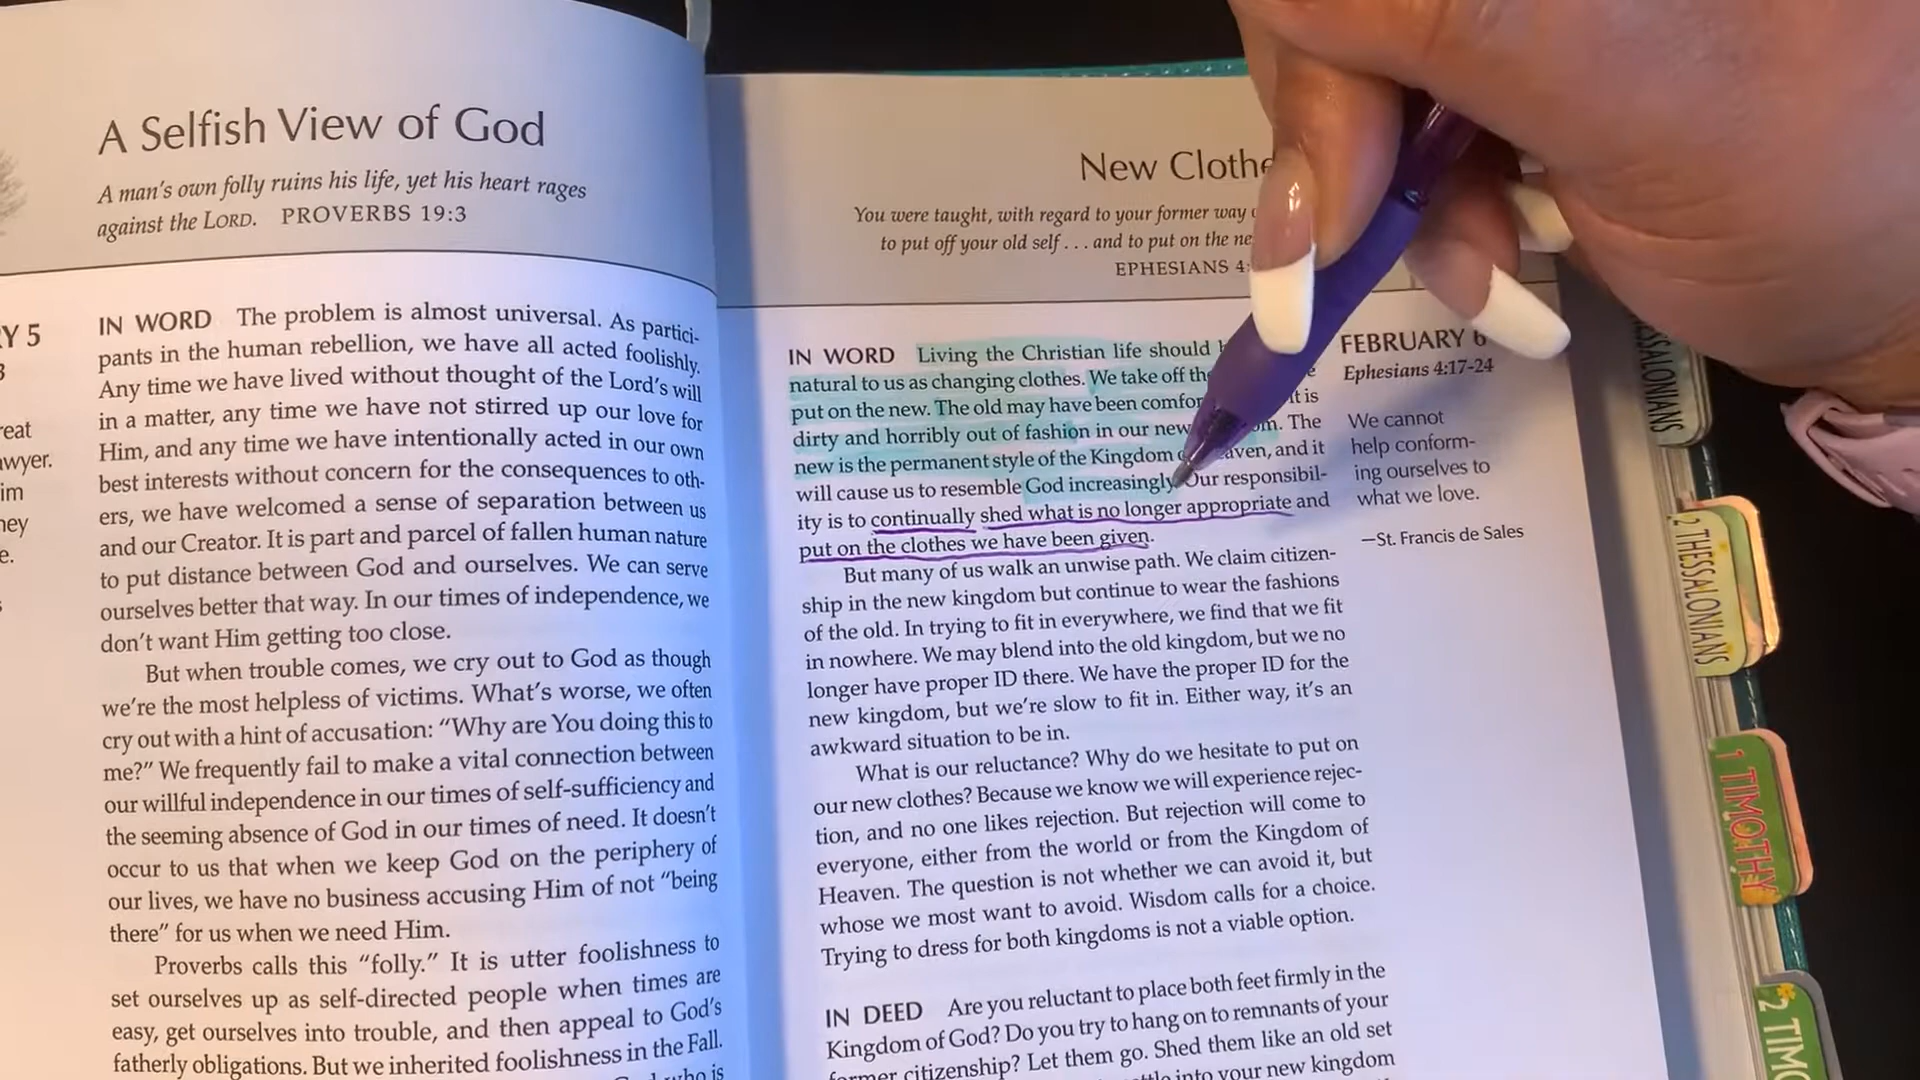 A Selfish View of God
A man's own folly ruins his life, yet his heart rages
against the LORD. PROVERBS 19:3
Y 5
3
reat
awyer.
im
hey
e.
IN WORD The problem is almost universal. As partici-
pants in the human rebellion, we have all acted foolishly.
Any time we have lived without thought of the Lord's will
in a matter, any time we have not stirred up our love for
Him, and any time we have intentionally acted in our own
best interests without concern for the consequences to oth-
ers, we have welcomed a sense of separation between us
and our Creator. It is part and parcel of fallen human nature
to put distance between God and ourselves. We can serve
ourselves better that way. In our times of independence, we
don't want Him getting too close.
But when trouble comes, we cry out to God as though
we're the most helpless of victims. What's worse, we often
cry out with a hint of accusation: "Why are You doing this to
me?" We frequently fail to make a vital connection between
our willful independence in our times of self-sufficiency and
the seeming absence of God in our times of need. It doesn't
occur to us that when we keep God on the periphery of
our lives, we have no business accusing Him of not "being
there" for us when we need Him.
Proverbs calls this "folly." It is utter foolishness to
set ourselves up as self-directed people when times are
easy, get ourselves into trouble, and then appeal to God's
fatherly obligations. But we inherited foolishness in the Fall.
who is
New Clothe
You were taught, with regard to your former way
to put off your old self . . . and to put on the ne
EPHESIANS 4:
IN WORD Living the Christian life should
natural to us as changing clothes. We take off the
put on the new. The old may have been comfor it is
dirty and horribly out of fashion in our new m. The
new is the permanent style of the Kingdom aven, and it
will cause us to resemble God increasingly. Our responsibil-
ity is to continually shed what is no longer appropriate and
put on the clothes we have been given.
But many of us walk an unwise path. We claim citizen-
ship in the new kingdom but continue to wear the fashions
of the old. In trying to fit in everywhere, we find that we fit
in nowhere. We may blend into the old kingdom, but we no
longer have proper ID there. We have the proper ID for the
new kingdom, but we're slow to fit in. Either way, it's an
awkward situation to be in.
What is our reluctance? Why do we hesitate to put on
our new clothes? Because we know we will experience rejec-
tion, and no one likes rejection. But rejection will come to
everyone, either from the world or from the Kingdom of
Heaven. The question is not whether we can avoid it, but
whose we most want to avoid. Wisdom calls for a choice.
Trying to dress for both kingdoms is not a viable option.
IN DEED Are you reluctant to place both feet firmly in the
Kingdom of God? Do you try to hang on to remnants of your
former citizenship? Let them go. Shed them like an old set
into your new kingdom
FEBRUARY 6
Ephesians 4:17-24
We cannot
help conform-
ing ourselves to
what we love.
—St. Francis de Sales
SSALONIANS
2 THESSALONIANS
1 TIMOTHY
2 TIM